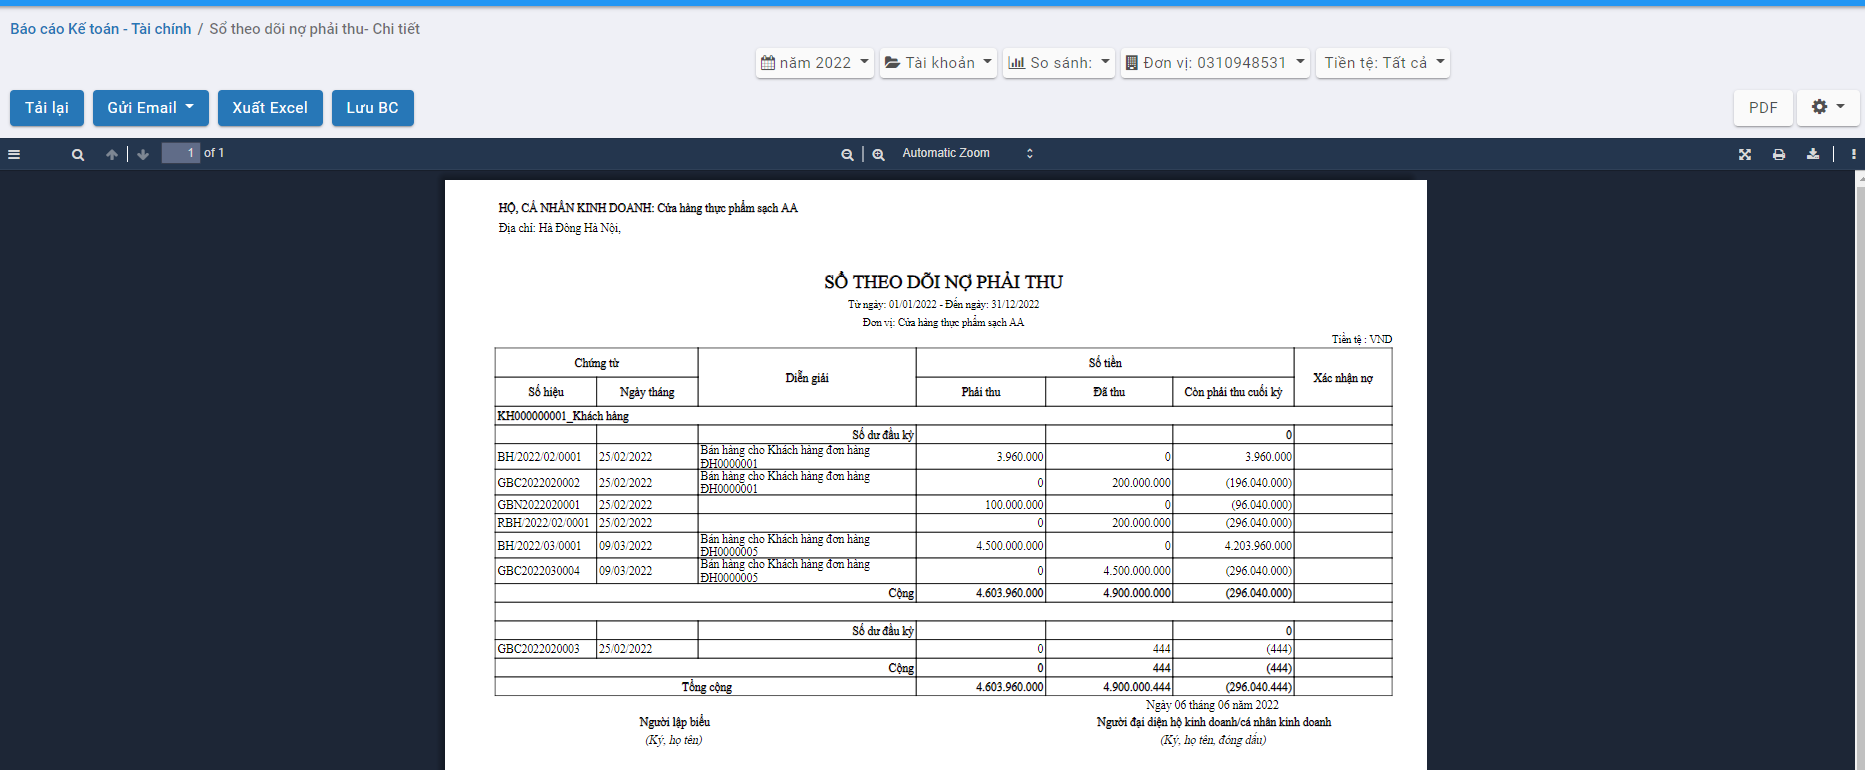 Báo cáo Kế toán - Tài chính / Sổ theo dõi nợ phải thu- Chi tiết
năm 2022 Tài khoản So sánh: Đơn vị: 0310948531 Tiền tệ: Tất cả
Tải lại Gửi Email Xuất Excel Lưu BC PDF
1 of 1 Automatic Zoom
HỘ, CÁ NHÂN KINH DOANH: Cửa hàng thực phẩm sạch AA
Địa chỉ: Hà Đông Hà Nội,
SỔ THEO DÕI NỢ PHẢI THU
Từ ngày: 01/01/2022 - Đến ngày: 31/12/2022
Đơn vị: Cửa hàng thực phẩm sạch AA
Tiền tệ : VND
Chứng từ Diễn giải Số tiền Xác nhận nợ
Số hiệu Ngày tháng Phải thu Đã thu Còn phải thu cuối kỳ
KH000000001_Khách hàng
Số dư đầu kỳ 0
BH/2022/02/0001 25/02/2022 Bán hàng cho Khách hàng đơn hàng ĐH0000001 3.960.000 0 3.960.000
GBC2022020002 25/02/2022 Bán hàng cho Khách hàng đơn hàng ĐH0000001 0 200.000.000 (196.040.000)
GBN2022020001 25/02/2022 100.000.000 0 (96.040.000)
RBH/2022/02/0001 25/02/2022 0 200.000.000 (296.040.000)
BH/2022/03/0001 09/03/2022 Bán hàng cho Khách hàng đơn hàng ĐH0000005 4.500.000.000 0 4.203.960.000
GBC2022030004 09/03/2022 Bán hàng cho Khách hàng đơn hàng ĐH0000005 0 4.500.000.000 (296.040.000)
Cộng 4.603.960.000 4.900.000.000 (296.040.000)
Số dư đầu kỳ 0
GBC2022020003 25/02/2022 0 444 (444)
Cộng 0 444 (444)
Tổng cộng 4.603.960.000 4.900.000.444 (296.040.444)
Ngày 06 tháng 06 năm 2022
Người lập biểu Người đại diện hộ kinh doanh/cá nhân kinh doanh
(Ký, họ tên) (Ký, họ tên, đóng dấu)